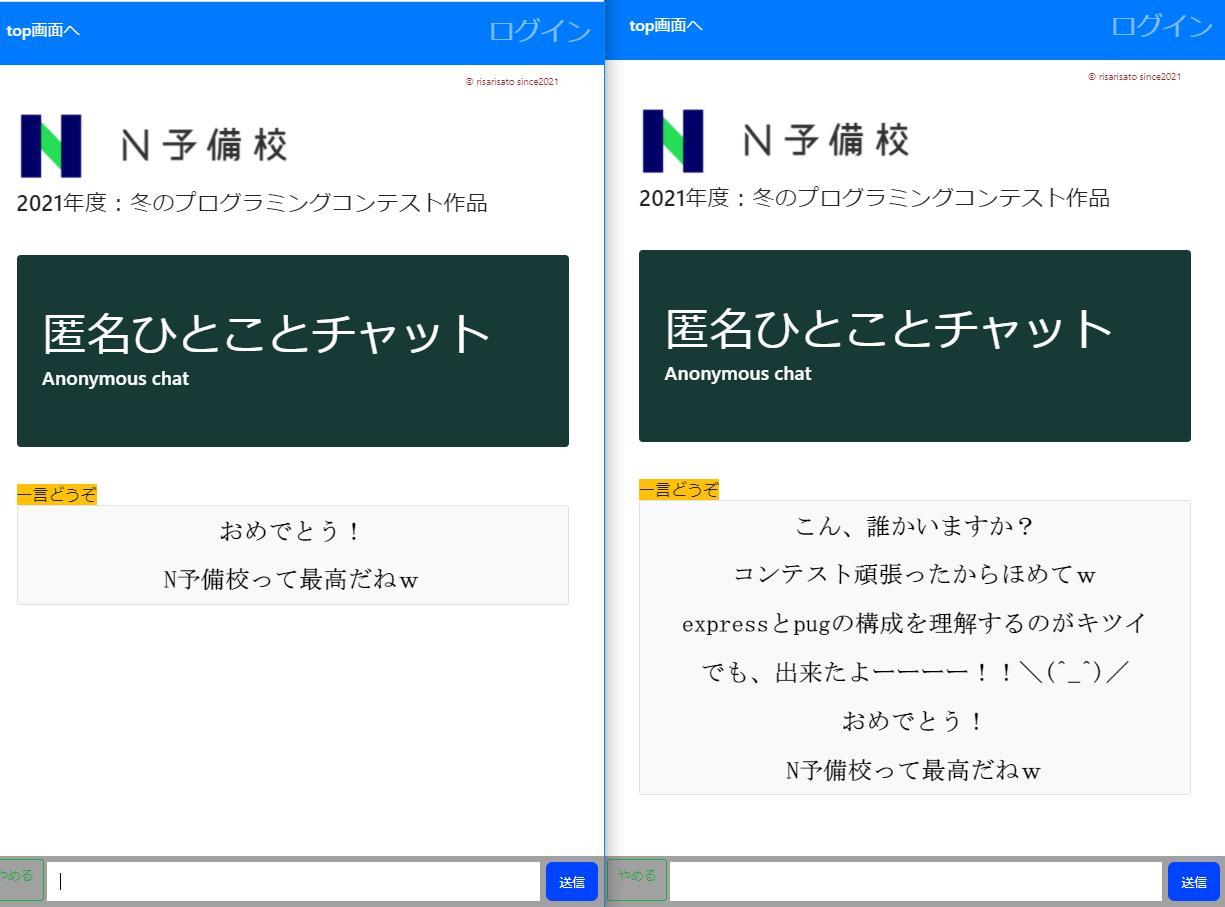 top画面へ
ログイン
© risarisato since2021
N予備校
2021年度：冬のプログラミングコンテスト作品
匿名ひとことチャット
Anonymous chat
一言どうぞ
おめでとう！
N予備校って最高だねｗ
やめる
送信
top画面へ
ログイン
© risarisato since2021
N予備校
2021年度：冬のプログラミングコンテスト作品
匿名ひとことチャット
Anonymous chat
一言どうぞ
こん、誰かいますか？
コンテスト頑張ったからほめてｗ
expressとpugの構成を理解するのがキツイ
でも、出来たよーーーー！！＼(^_^)／
おめでとう！
N予備校って最高だねｗ
やめる
送信